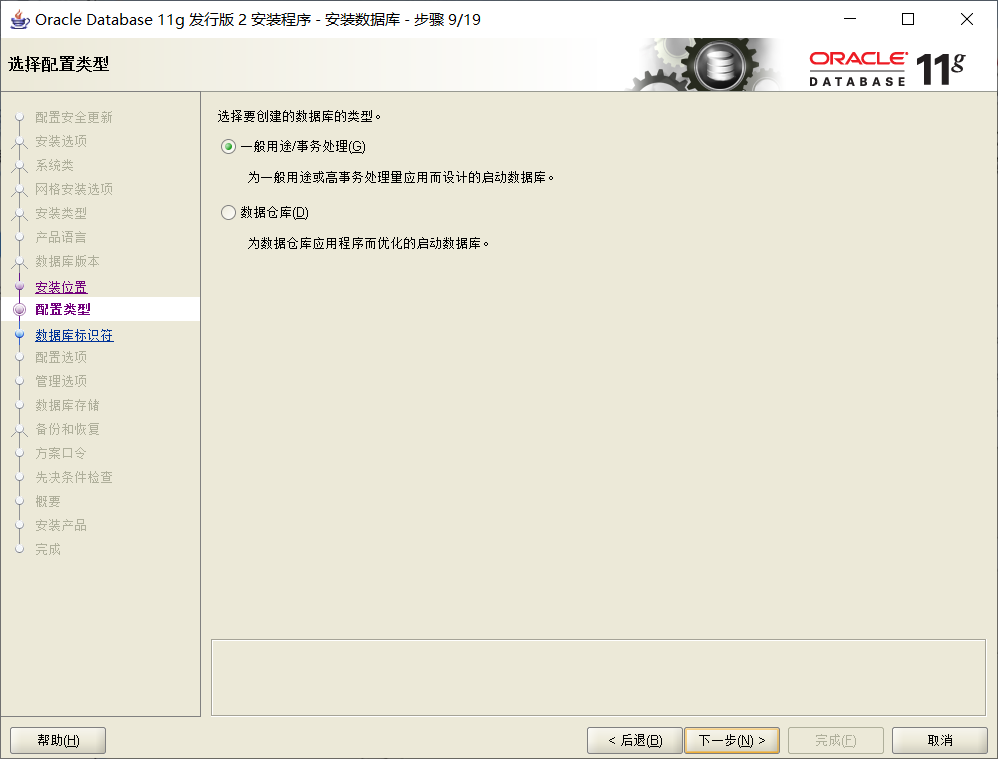 Oracle Database 11g 发行版 2 安装程序 - 安装数据库 - 步骤 9/19
选择配置类型
ORACLE 11g
DATABASE
配置安全更新
安装选项
系统类
网格安装选项
安装类型
产品语言
数据库版本
安装位置
配置类型
数据库标识符
配置选项
管理选项
数据库存储
备份和恢复
方案口令
先决条件检查
概要
安装产品
完成
选择要创建的数据库的类型。
一般用途/事务处理(G)
为一般用途或高事务处理量应用而设计的启动数据库。
数据仓库(D)
为数据仓库应用程序而优化的启动数据库。
帮助(H) < 后退(B) 下一步(N) > 完成(F) 取消